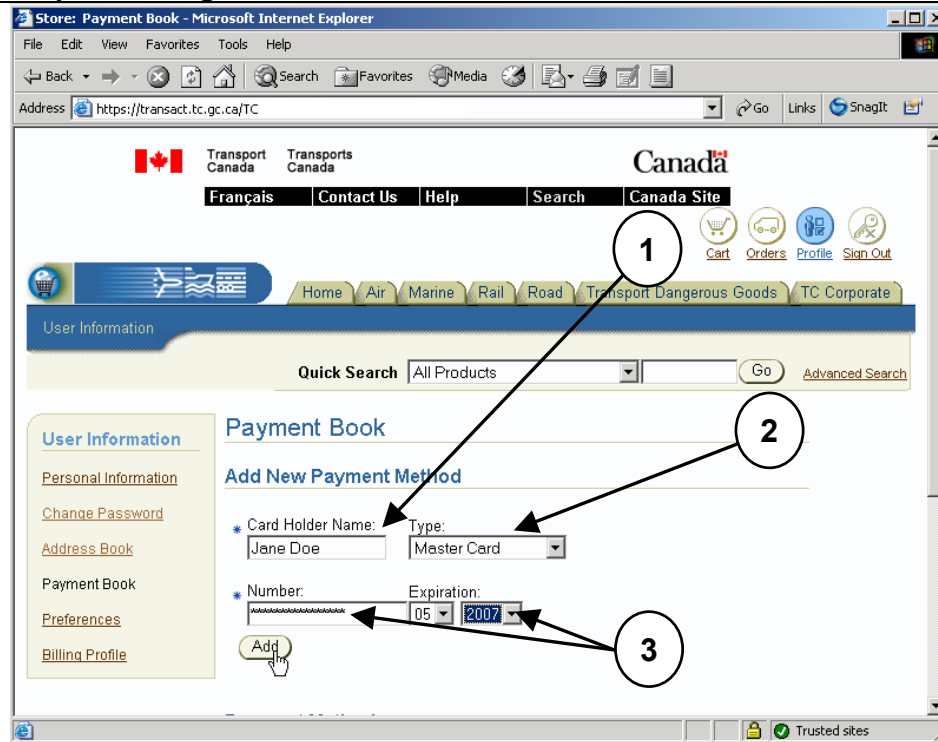 Store: Payment Book - Microsoft Internet Explorer
File Edit View Favorites Tools Help
Back Search Favorites Media
Address https://transact.tc.gc.ca/TC Go Links SnagIt
Transport Canada Transports Canada Canada
Français Contact Us Help Search Canada Site
1
Cart Orders Profile Sign Out
Home Air Marine Rail Road Transport Dangerous Goods TC Corporate
User Information
Quick Search All Products Go Advanced Search
2
User Information
Personal Information
Change Password
Address Book
Payment Book
Preferences
Billing Profile
Payment Book
Add New Payment Method
* Card Holder Name: Type:
Jane Doe Master Card
* Number: Expiration:
05 2007
Add
3
Trusted sites